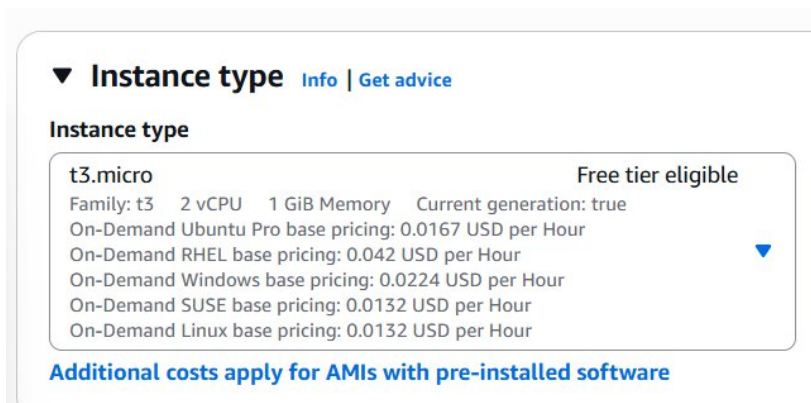 Instance type Info | Get advice
Instance type
t3.micro Free tier eligible
Family: t3 2 vCPU 1 GiB Memory Current generation: true
On-Demand Ubuntu Pro base pricing: 0.0167 USD per Hour
On-Demand RHEL base pricing: 0.042 USD per Hour
On-Demand Windows base pricing: 0.0224 USD per Hour
On-Demand SUSE base pricing: 0.0132 USD per Hour
On-Demand Linux base pricing: 0.0132 USD per Hour
Additional costs apply for AMIs with pre-installed software